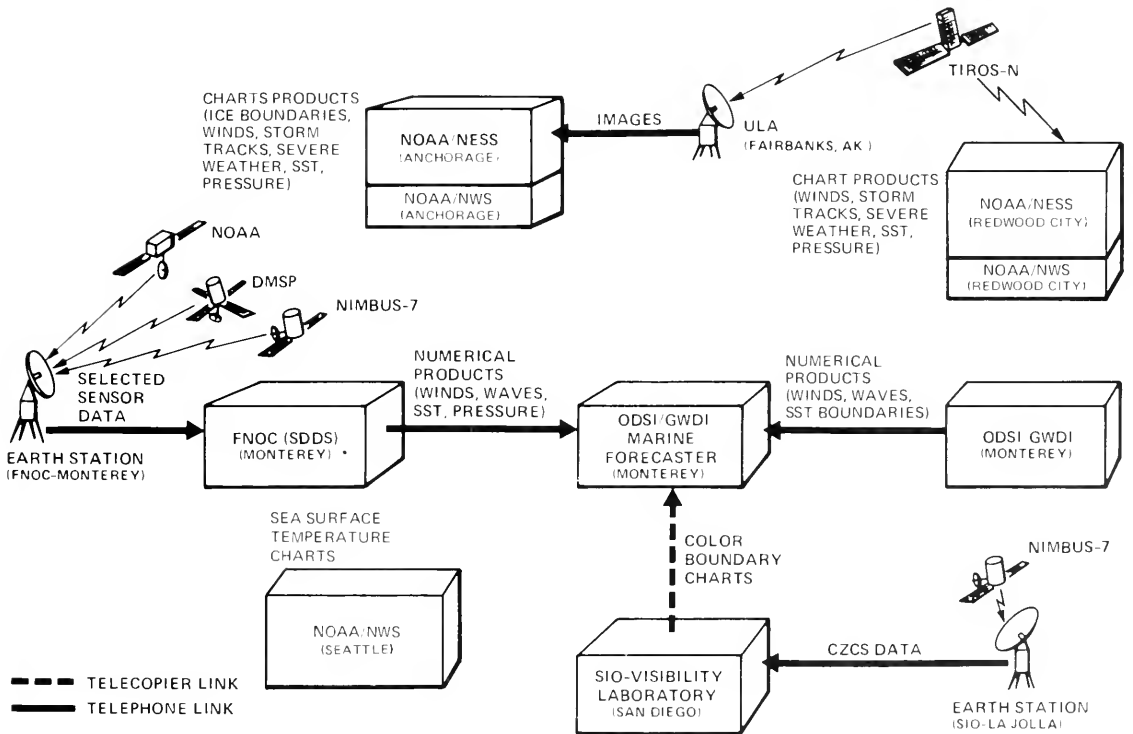 TIROS-N
CHARTS PRODUCTS
(ICE BOUNDARIES,
WINDS, STORM
TRACKS, SEVERE
WEATHER, SST,
PRESSURE)
NOAA/NESS
(ANCHORAGE)
NOAA/NWS
(ANCHORAGE)
IMAGES
ULA
(FAIRBANKS, AK)
CHART PRODUCTS
(WINDS, STORM
TRACKS, SEVERE
WEATHER, SST,
PRESSURE)
NOAA/NESS
(REDWOOD CITY)
NOAA/NWS
(REDWOOD CITY)
NOAA
DMSP
NIMBUS-7
SELECTED
SENSOR
DATA
EARTH STATION
(FNOC-MONTEREY)
FNOC (SDDS)
(MONTEREY)
NUMERICAL
PRODUCTS
(WINDS, WAVES,
SST, PRESSURE)
ODSI/GWDI
MARINE
FORECASTER
(MONTEREY)
NUMERICAL
PRODUCTS
(WINDS, WAVES,
SST BOUNDARIES)
ODSI GWDI
(MONTEREY)
SEA SURFACE
TEMPERATURE
CHARTS
NOAA/NWS
(SEATTLE)
COLOR
BOUNDARY
CHARTS
NIMBUS-7
SIO-VISIBILITY
LABORATORY
(SAN DIEGO)
CZCS DATA
EARTH STATION
(SIO-LA JOLLA)
TELECOPIER LINK
TELEPHONE LINK